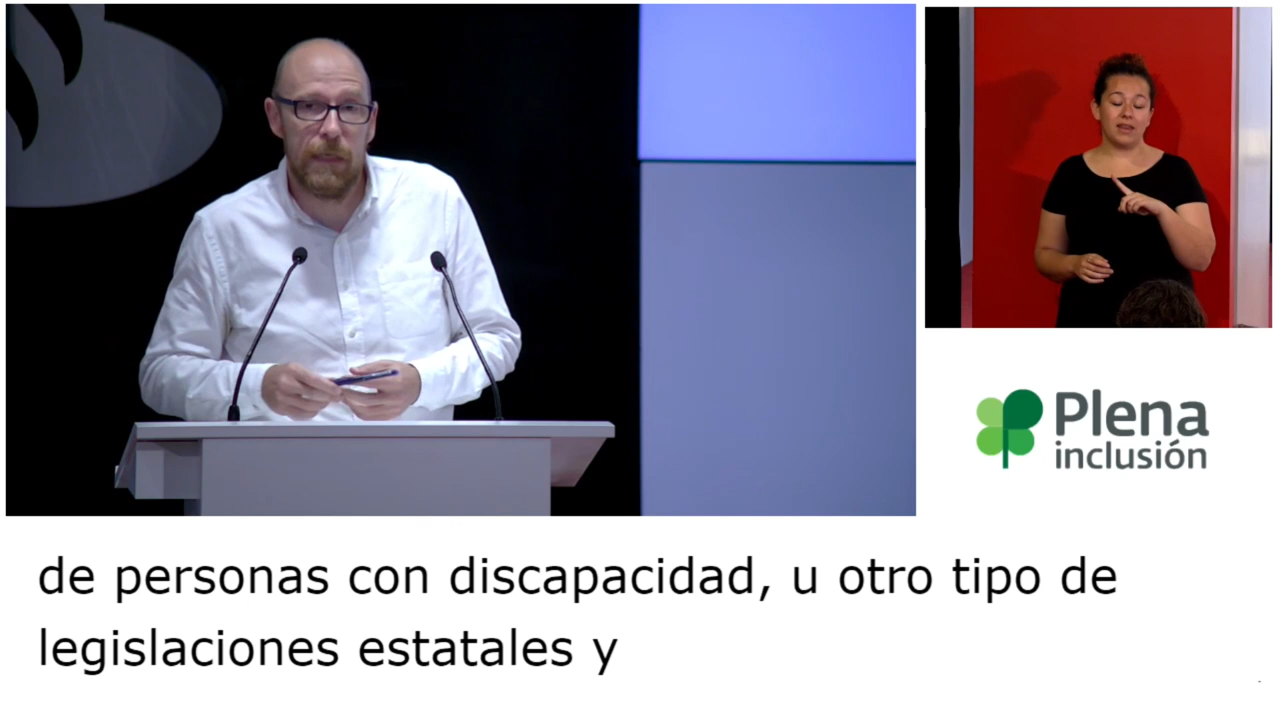 Plena
inclusión
de personas con discapacidad, u otro tipo de
legislaciones estatales y